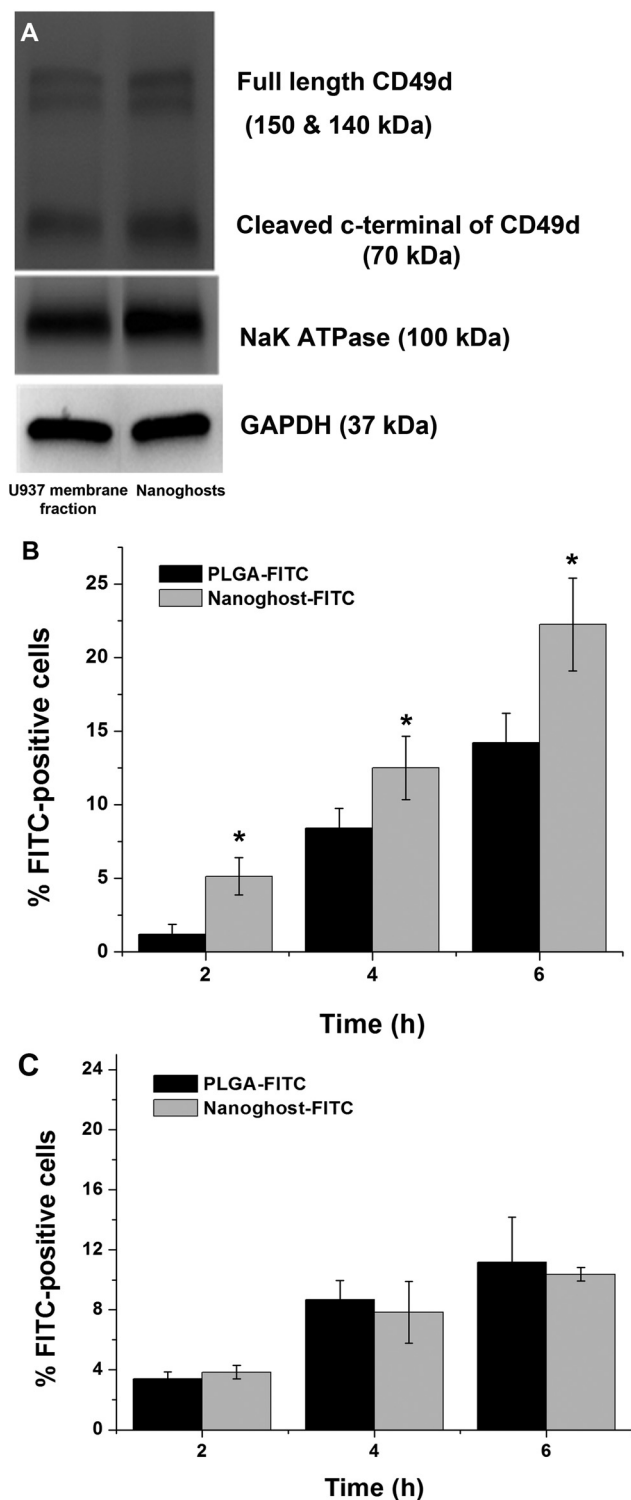 A
Full length CD49d
(150 & 140 kDa)
Cleaved c-terminal of CD49d
(70 kDa)
NaK ATPase (100 kDa)
GAPDH (37 kDa)
U937 membrane
fraction
Nanoghosts
B
PLGA-FITC
Nanoghost-FITC
% FITC-positive cells
25
20
15
10
5
0
*
*
*
2
4
6
Time (h)
C
PLGA-FITC
Nanoghost-FITC
% FITC-positive cells
24
20
16
12
8
4
0
2
4
6
Time (h)